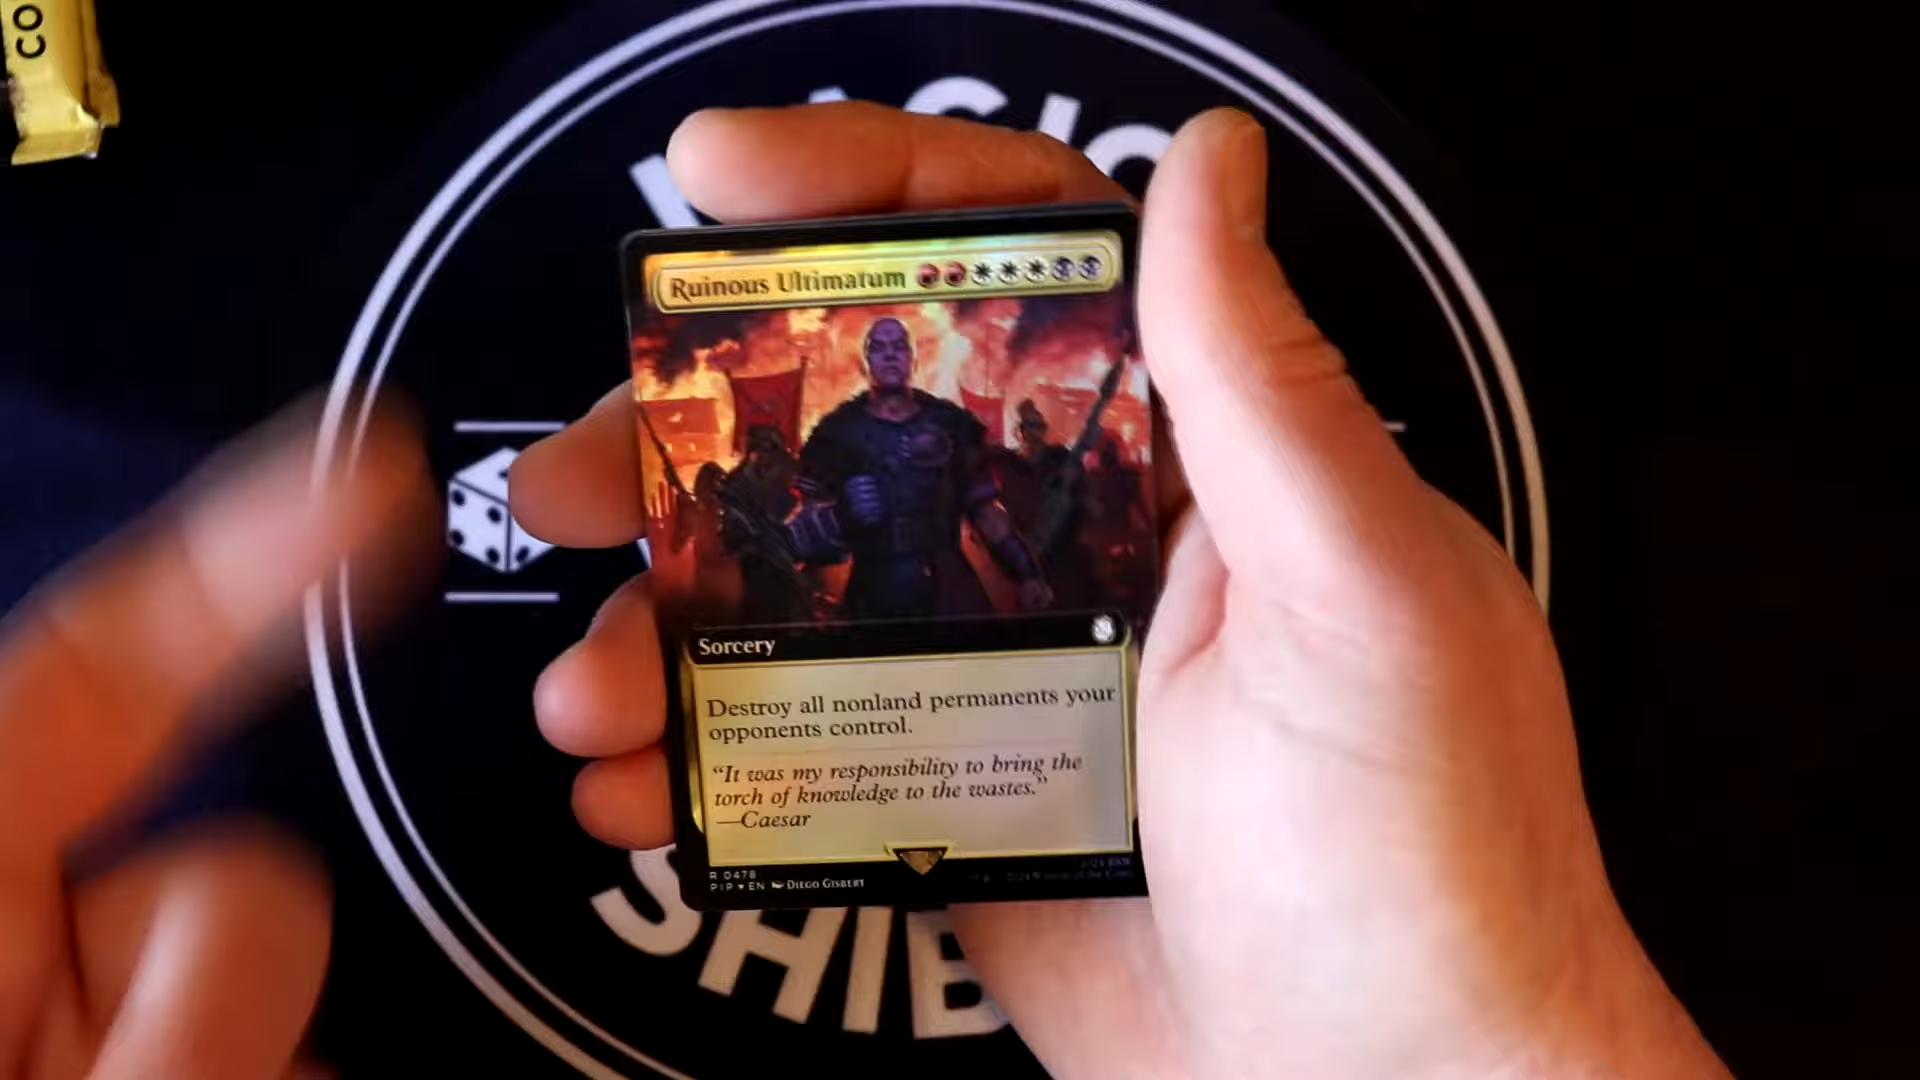 CO
Ruinous Ultimatum
Sorcery
Destroy all nonland permanents your
opponents control.
"It was my responsibility to bring the
torch of knowledge to the wastes."
—Caesar
R 0478
PIP ★ EN Diego Gisbert
SHIB